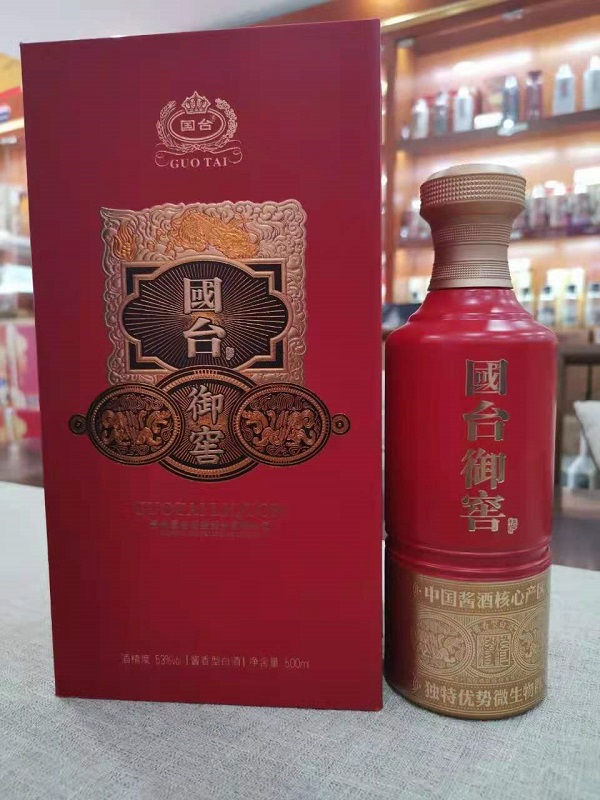 国台
GUO TAI
國台
御窖
GUOTAI LIQUOR
酒精度 53%vol | 酱香型白酒 | 净含量 500ml
國台御窖
中国酱酒核心产区
独特优势微生物